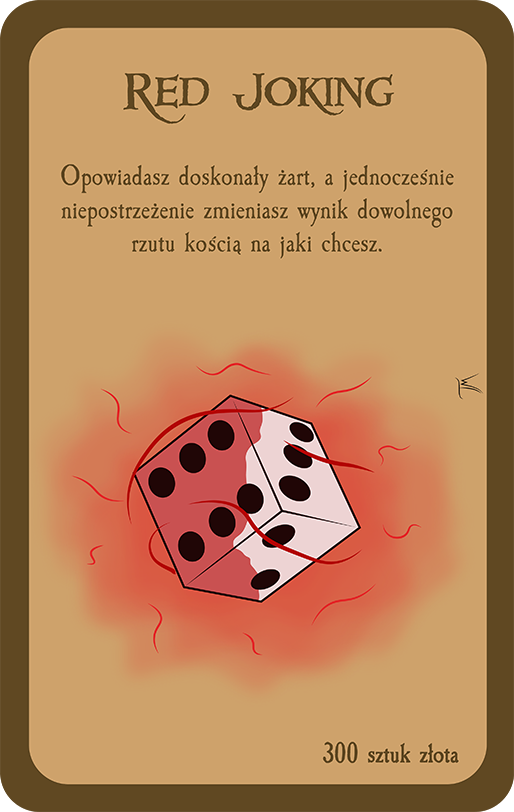 Red Joking
Opowiadasz doskonały żart, a jednocześnie
niepostrzeżenie zmieniasz wynik dowolnego
rzutu kością na jaki chcesz.
300 sztuk złota